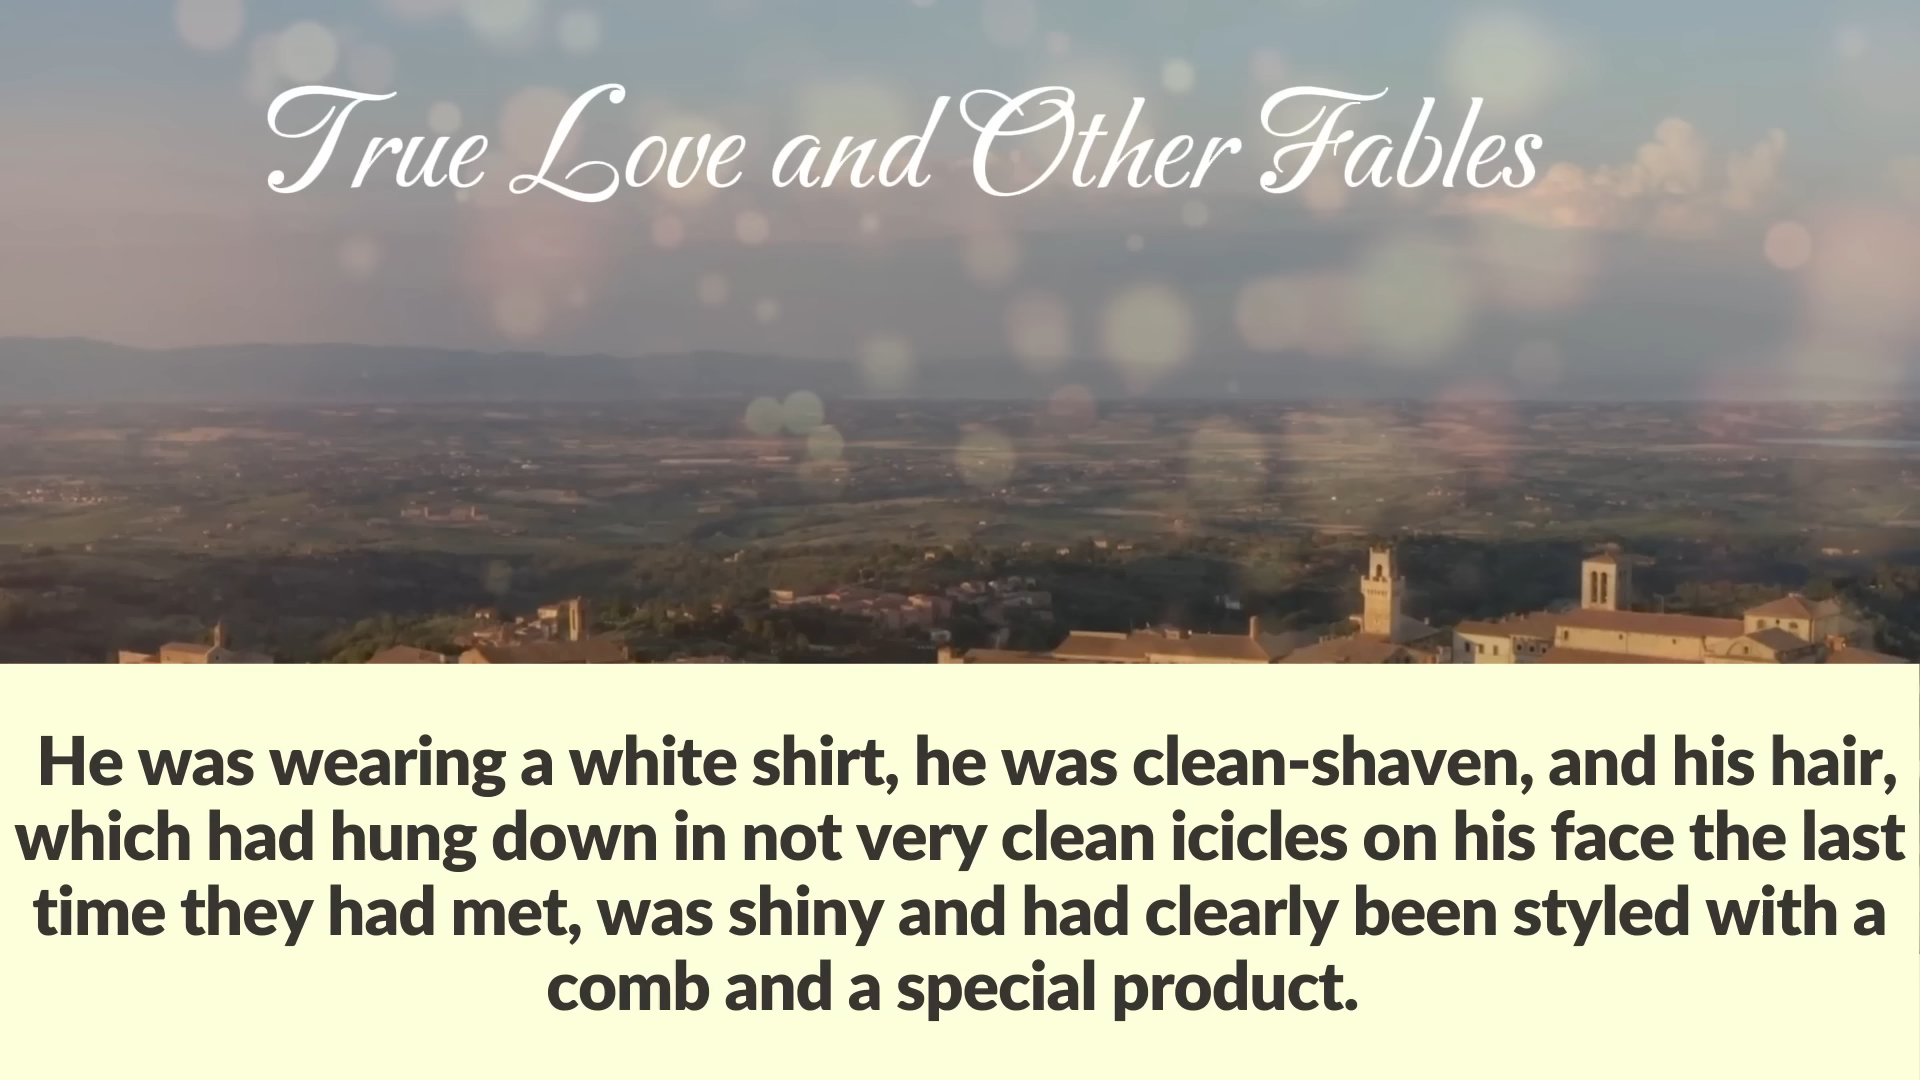 True Love and Other Fables
He was wearing a white shirt, he was clean-shaven, and his hair,
which had hung down in not very clean icicles on his face the last
time they had met, was shiny and had clearly been styled with a
comb and a special product.